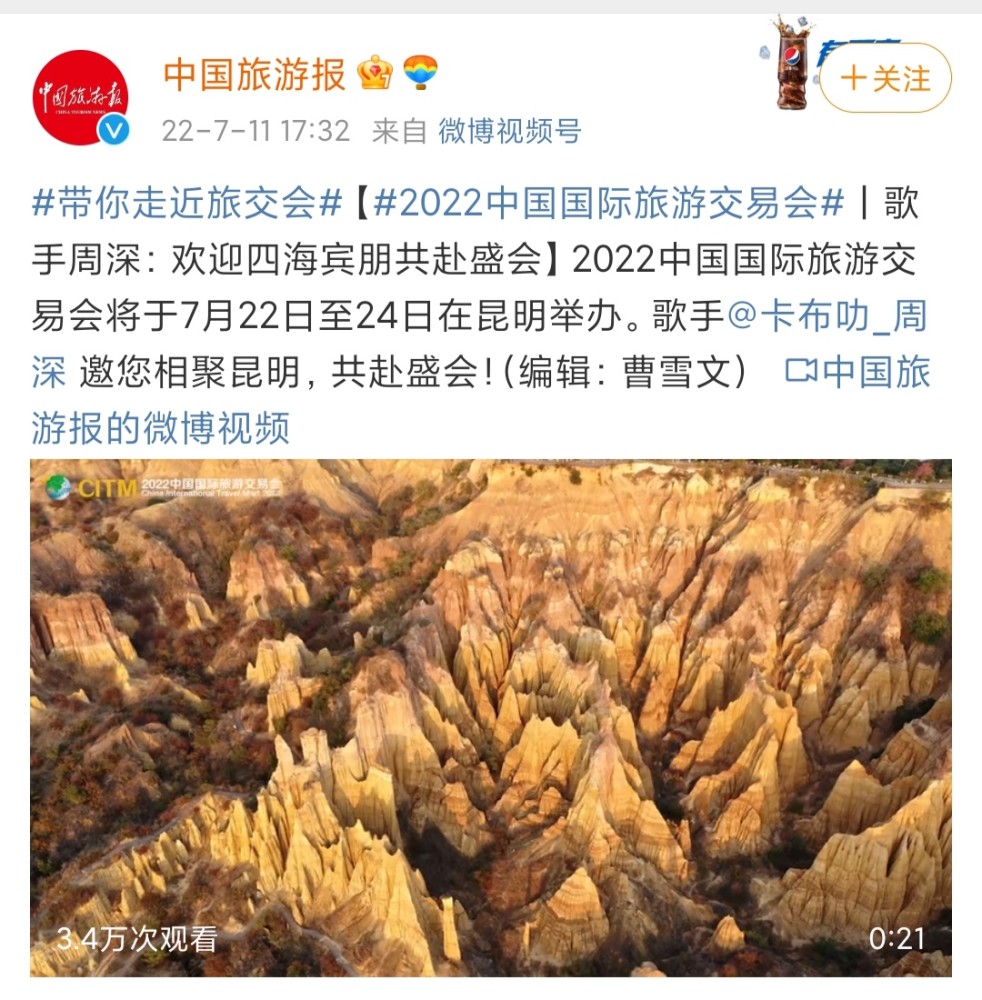 中国旅游报
中国旅游报
CHINA TOURISM NEWS
+关注
22-7-11 17:32 来自 微博视频号
#带你走近旅交会#【#2022中国国际旅游交易会#丨歌
手周深：欢迎四海宾朋共赴盛会】2022中国国际旅游交
易会将于7月22日至24日在昆明举办。歌手@卡布叻_周
深 邀您相聚昆明，共赴盛会！（编辑：曹雪文） 中国旅
游报的微博视频
CITM 2022中国国际旅游交易会
China International Travel Mart 2022
3.4万次观看
0:21